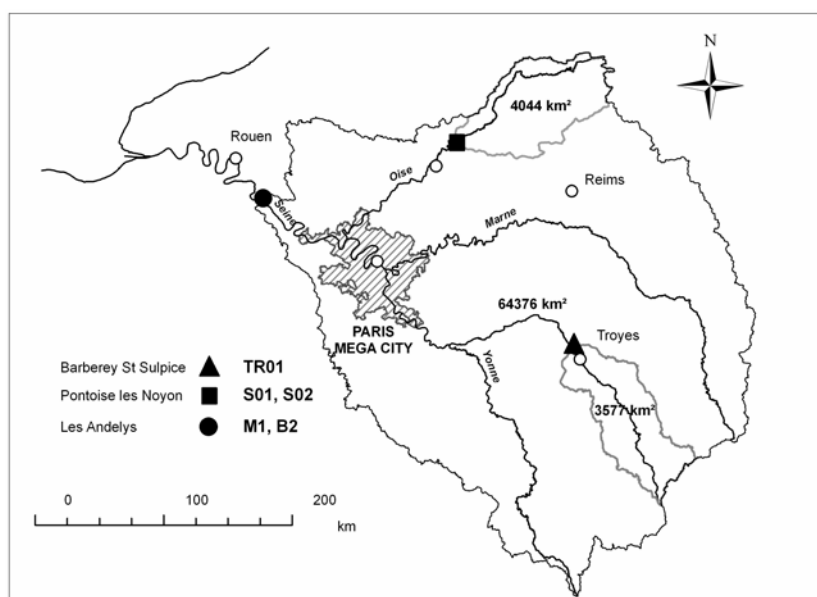 N
4044 km²
Rouen
Oise
Reims
Seine
Marne
64376 km²
PARIS
MEGA CITY
Troyes
Yonne
3577 km²
Barberey St Sulpice TR01
Pontoise les Noyon S01, S02
Les Andelys M1, B2
0 100 200
km